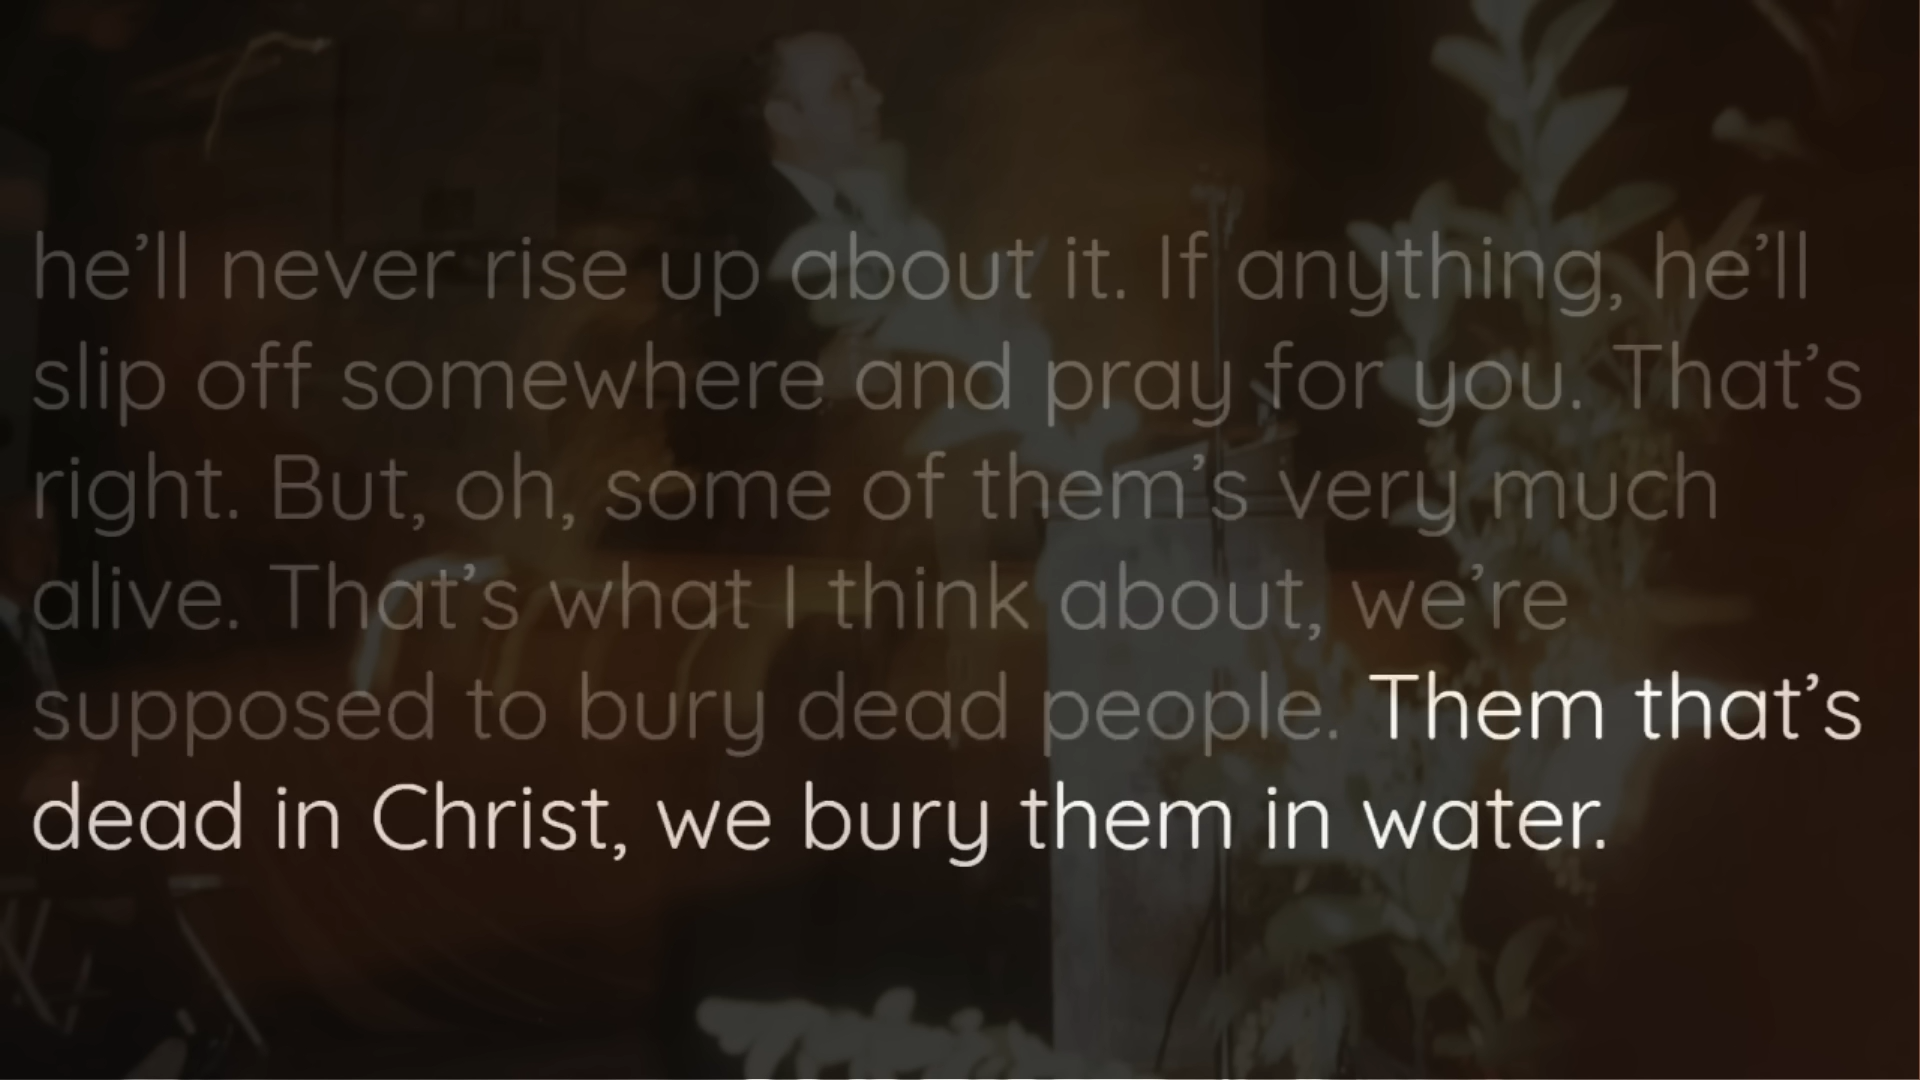 he’ll never rise up about it. If anything, he’ll
slip off somewhere and pray for you. That’s
right. But, oh, some of them’s very much
alive. That’s what I think about, we’re
supposed to bury dead people. Them that’s
dead in Christ, we bury them in water.